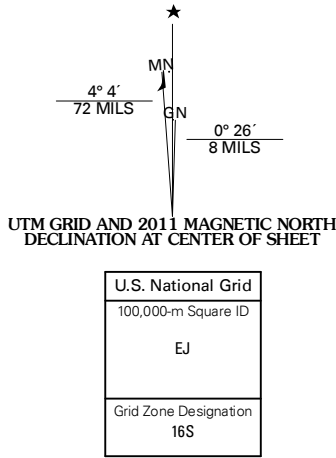 MN
GN
4° 4´
72 MILS
0° 26´
8 MILS
UTM GRID AND 2011 MAGNETIC NORTH
DECLINATION AT CENTER OF SHEET
U.S. National Grid
100,000-m Square ID
EJ
Grid Zone Designation
16S